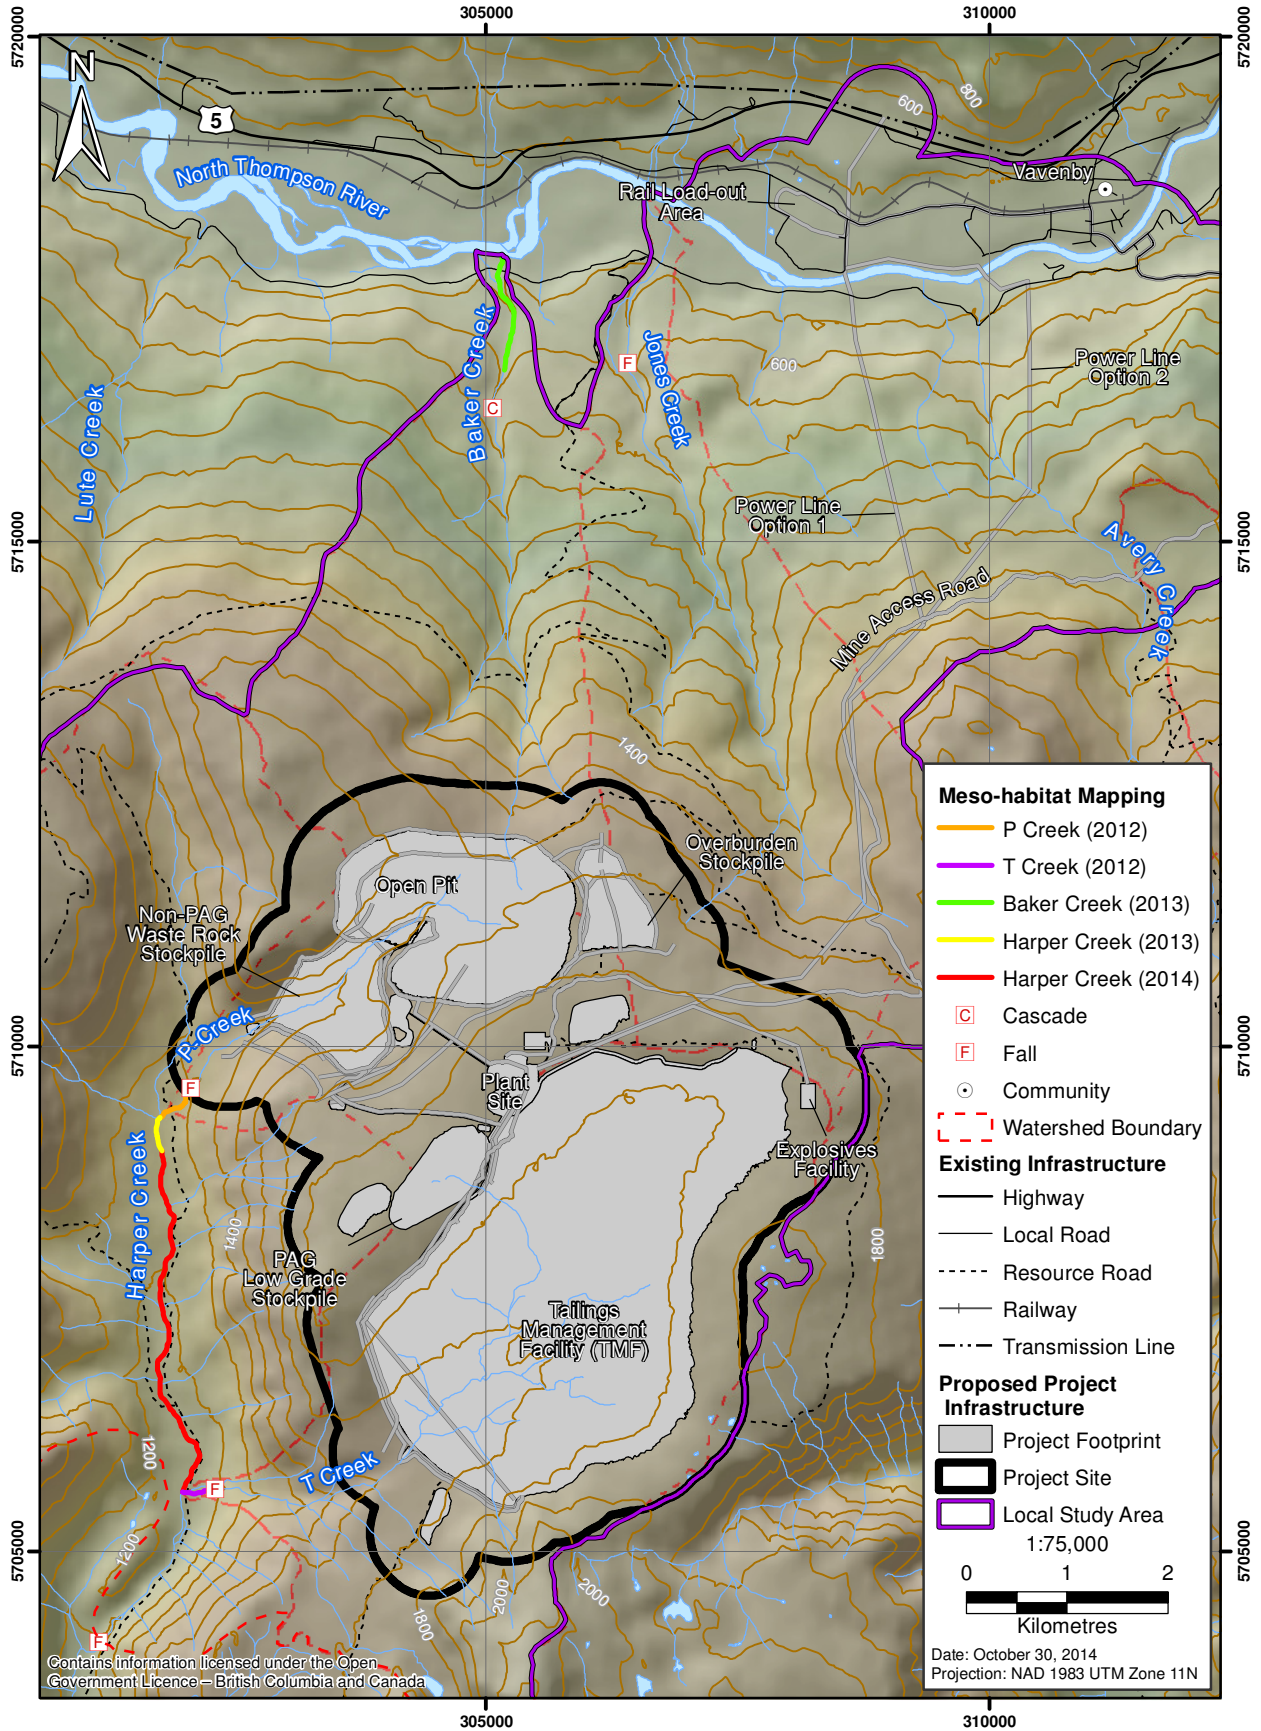 305000
310000
5720000
5720000
N
5
600
800
North Thompson River
Vavenby
Rail Load-out
Area
Baker Creek
Jones Creek
F
C
600
Power Line
Option 2
Lute Creek
Power Line
Option 1
5715000
5715000
Avery Creek
Mine Access Road
1400
Overburden
Stockpile
Open Pit
Non-PAG
Waste Rock
Stockpile
P-Creek
5710000
5710000
Plant
Site
F
Explosives
Facility
Harper Creek
1400
1800
PAG
Low Grade
Stockpile
Tailings
Management
Facility (TMF)
1200
T Creek
F
1200
5705000
5705000
1800
2000
2000
F
Meso-habitat Mapping
P Creek (2012)
T Creek (2012)
Baker Creek (2013)
Harper Creek (2013)
Harper Creek (2014)
C Cascade
F Fall
Community
Watershed Boundary
Existing Infrastructure
Highway
Local Road
Resource Road
Railway
Transmission Line
Proposed Project
Infrastructure
Project Footprint
Project Site
Local Study Area
1:75,000
0 1 2
Kilometres
Date: October 30, 2014
Projection: NAD 1983 UTM Zone 11N
Contains information licensed under the Open
Government Licence – British Columbia and Canada
305000
310000